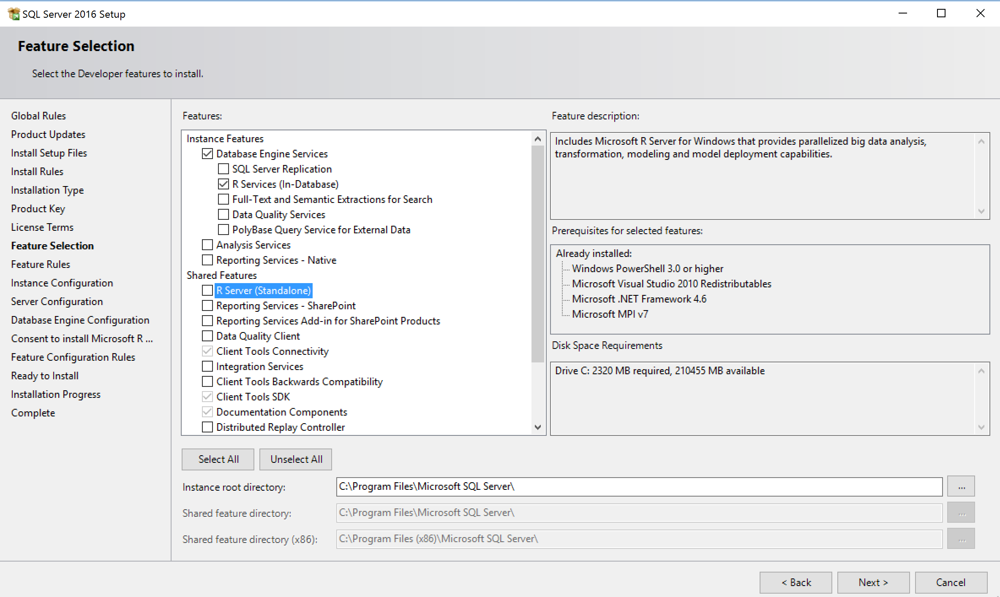 SQL Server 2016 Setup
Feature Selection
Select the Developer features to install.
Global Rules
Product Updates
Install Setup Files
Install Rules
Installation Type
Product Key
License Terms
Feature Selection
Feature Rules
Instance Configuration
Server Configuration
Database Engine Configuration
Consent to install Microsoft R ...
Feature Configuration Rules
Ready to Install
Installation Progress
Complete
Features:
Instance Features
Database Engine Services
SQL Server Replication
R Services (In-Database)
Full-Text and Semantic Extractions for Search
Data Quality Services
PolyBase Query Service for External Data
Analysis Services
Reporting Services - Native
Shared Features
R Server (Standalone)
Reporting Services - SharePoint
Reporting Services Add-in for SharePoint Products
Data Quality Client
Client Tools Connectivity
Integration Services
Client Tools Backwards Compatibility
Client Tools SDK
Documentation Components
Distributed Replay Controller
Feature description:
Includes Microsoft R Server for Windows that provides parallelized big data analysis,
transformation, modeling and model deployment capabilities.
Prerequisites for selected features:
Already installed:
Windows PowerShell 3.0 or higher
Microsoft Visual Studio 2010 Redistributables
Microsoft .NET Framework 4.6
Microsoft MPI v7
Disk Space Requirements
Drive C: 2320 MB required, 210455 MB available
Select All
Unselect All
Instance root directory:
C:\Program Files\Microsoft SQL Server\
...
Shared feature directory:
C:\Program Files\Microsoft SQL Server\
...
Shared feature directory (x86):
C:\Program Files (x86)\Microsoft SQL Server\
...
< Back
Next >
Cancel